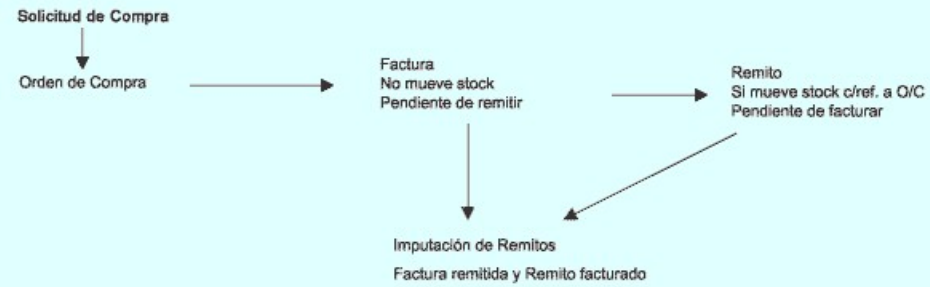 Solicitud de Compra
Orden de Compra
Factura
No mueve stock
Pendiente de remitir
Remito
Si mueve stock c/ref. a O/C
Pendiente de facturar
Imputación de Remitos
Factura remitida y Remito facturado